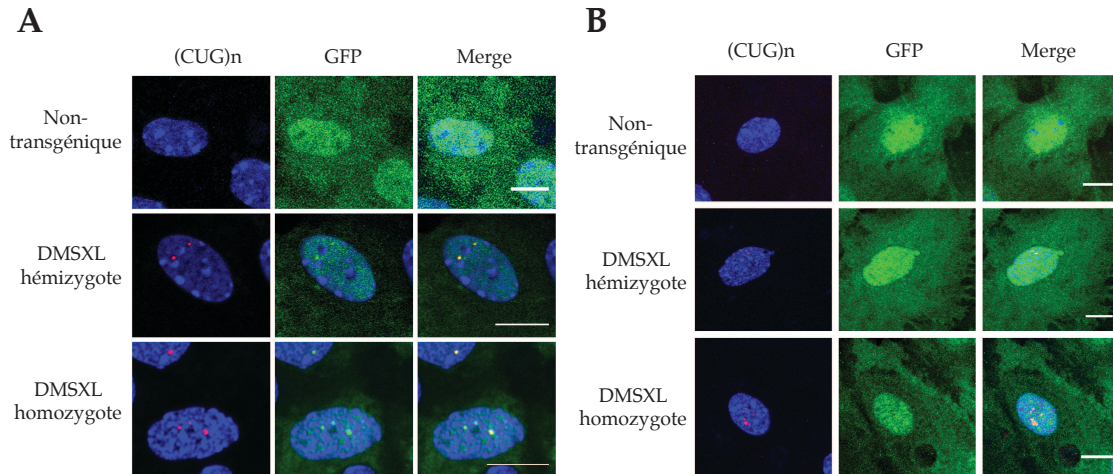 A
(CUG)n GFP Merge
Non-
transgénique
DMSXL
hémizygote
DMSXL
homozygote
B
(CUG)n GFP Merge
Non-
transgénique
DMSXL
hémizygote
DMSXL
homozygote